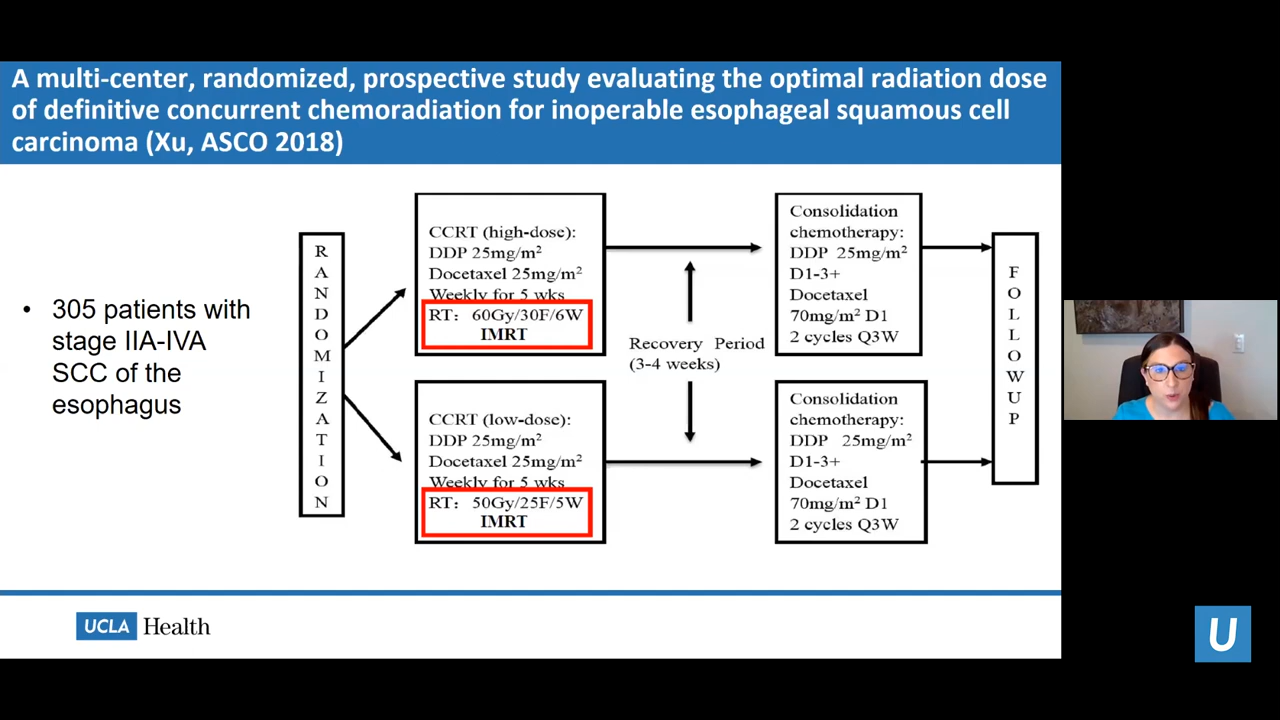 A multi-center, randomized, prospective study evaluating the optimal radiation dose
of definitive concurrent chemoradiation for inoperable esophageal squamous cell
carcinoma (Xu, ASCO 2018)
• 305 patients with
stage IIA-IVA
SCC of the
esophagus
RANDOMIZATION
CCRT (high-dose):
DDP 25mg/m²
Docetaxel 25mg/m²
Weekly for 5 wks
RT: 60Gy/30F/6W
IMRT
CCRT (low-dose):
DDP 25mg/m²
Docetaxel 25mg/m²
Weekly for 5 wks
RT: 50Gy/25F/5W
IMRT
Recovery Period
(3-4 weeks)
Consolidation
chemotherapy:
DDP 25mg/m²
D1-3+
Docetaxel
70mg/m² D1
2 cycles Q3W
Consolidation
chemotherapy:
DDP 25mg/m²
D1-3+
Docetaxel
70mg/m² D1
2 cycles Q3W
FOLLOWUP
UCLA Health
U